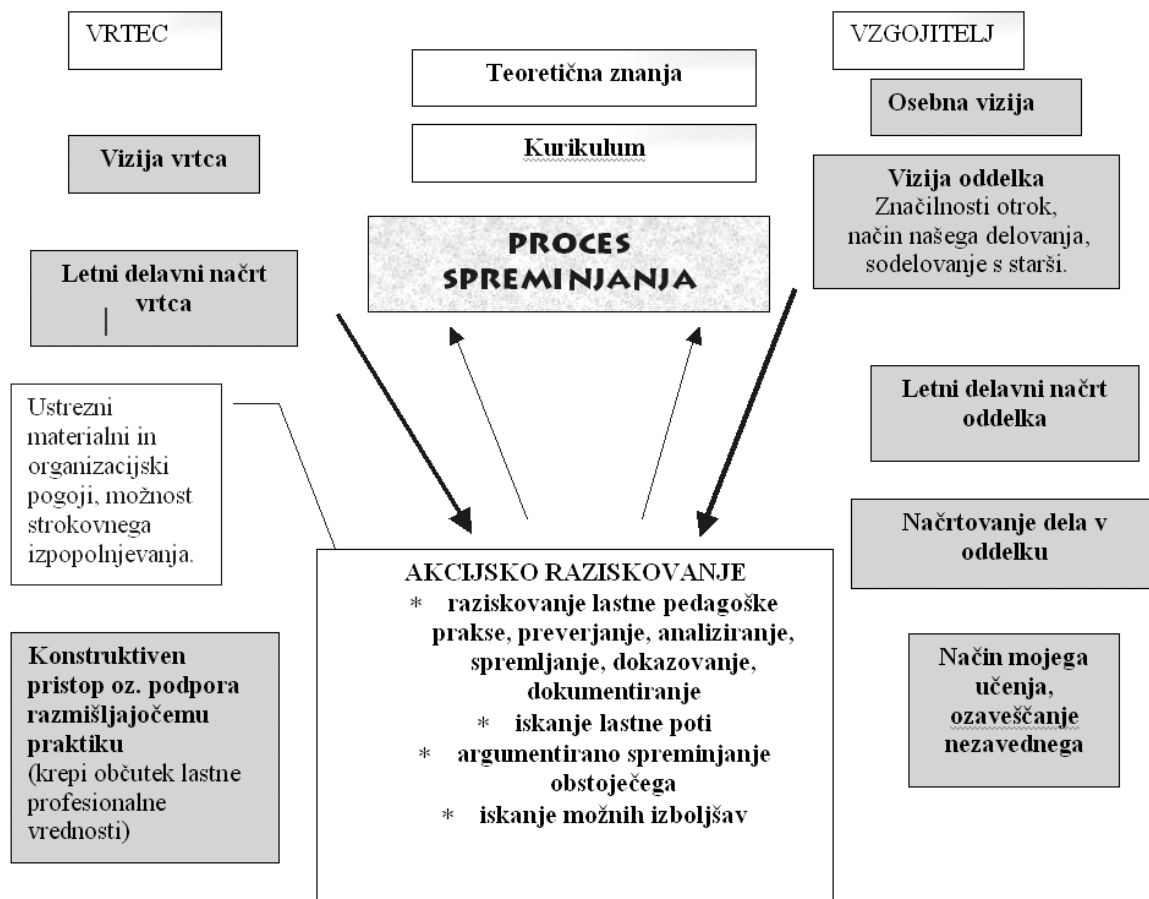 VRTEC
Vizija vrtca
Letni delavni načrt
vrtca
Ustrezni
materialni in
organizacijski
pogoji, možnost
strokovnega
izpopolnjevanja.
Konstruktiven
pristop oz. podpora
razmišljajočemu
praktiku
(krepi občutek lastne
profesionalne
vrednosti)
Teoretična znanja
Kurikulum
PROCES
SPREMINJANJA
AKCIJSKO RAZISKOVANJE
* raziskovanje lastne pedagoške
prakse, preverjanje, analiziranje,
spremljanje, dokazovanje,
dokumentiranje
* iskanje lastne poti
* argumentirano spreminjanje
obstoječega
* iskanje možnih izboljšav
VZGOJITELJ
Osebna vizija
Vizija oddelka
Značilnosti otrok,
način našega delovanja,
sodelovanje s starši.
Letni delavni načrt
oddelka
Načrtovanje dela v
oddelku
Način mojega
učenja,
ozaveščanje
nezavednega